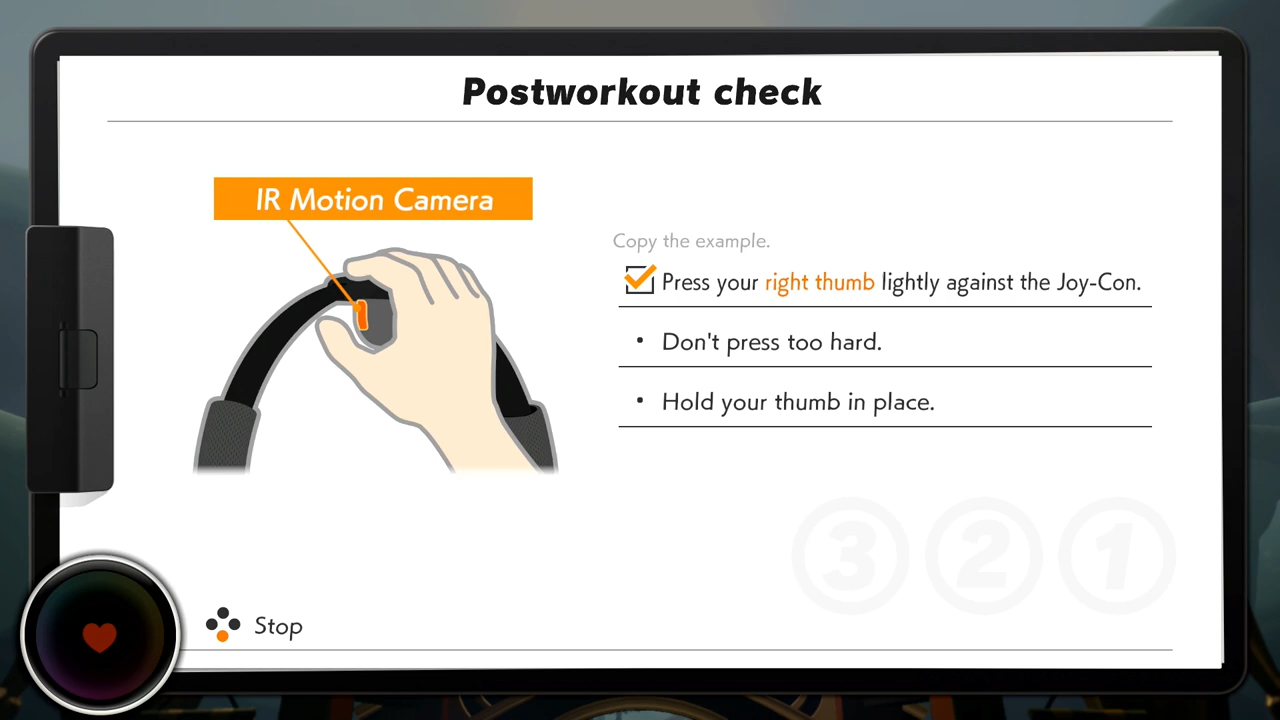 Postworkout check
IR Motion Camera
Copy the example.
Press your right thumb lightly against the Joy-Con.
• Don't press too hard.
• Hold your thumb in place.
3 2 1
Stop